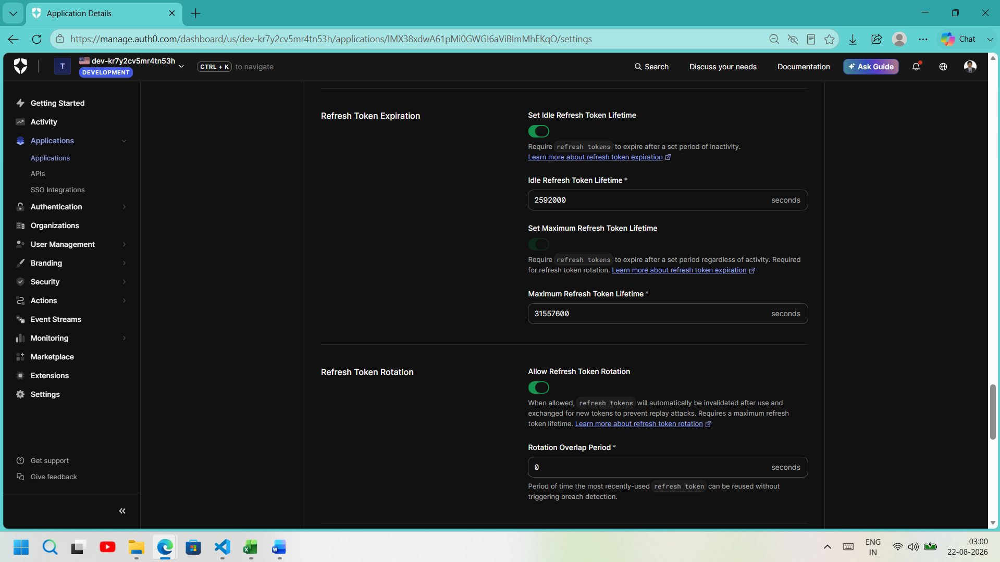 Application Details
https://manage.auth0.com/dashboard/us/dev-kr7y2cv5mr4tn53h/applications/lMX38xdwA61pMi0GWGI6aViBlmMhEKqO/settings
Chat
T
dev-kr7y2cv5mr4tn53h
DEVELOPMENT
CTRL + K to navigate
Search
Discuss your needs
Documentation
Ask Guide
Getting Started
Activity
Applications
Applications
APIs
SSO Integrations
Authentication
Organizations
User Management
Branding
Security
Actions
Event Streams
Monitoring
Marketplace
Extensions
Settings
Get support
Give feedback
Refresh Token Expiration
Set Idle Refresh Token Lifetime
Require refresh tokens to expire after a set period of inactivity.
Learn more about refresh token expiration
Idle Refresh Token Lifetime *
2592000 seconds
Set Maximum Refresh Token Lifetime
Require refresh tokens to expire after a set period regardless of activity. Required
for refresh token rotation. Learn more about refresh token expiration
Maximum Refresh Token Lifetime *
31557600 seconds
Refresh Token Rotation
Allow Refresh Token Rotation
When allowed, refresh tokens will automatically be invalidated after use and
exchanged for new tokens to prevent replay attacks. Requires a maximum refresh
token lifetime. Learn more about refresh token rotation
Rotation Overlap Period *
0 seconds
Period of time the most recently-used refresh token can be reused without
triggering breach detection.
ENG
IN
03:00
22-08-2026